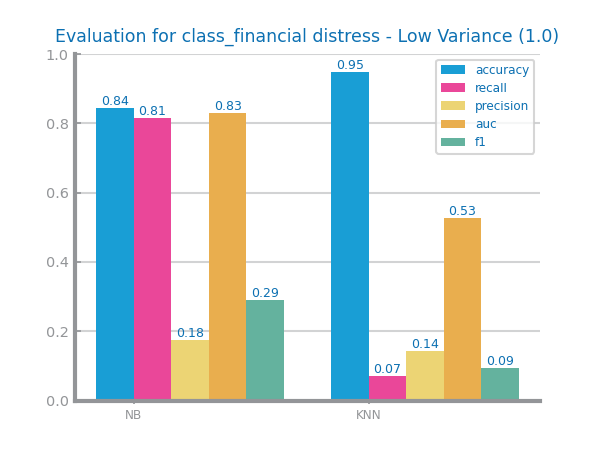 Evaluation for class_financial distress - Low Variance (1.0)
1.0
0.8
0.6
0.4
0.2
0.0
0.84
0.81
0.18
0.83
0.29
0.95
0.07
0.14
0.53
0.09
accuracy
recall
precision
auc
f1
NB
KNN